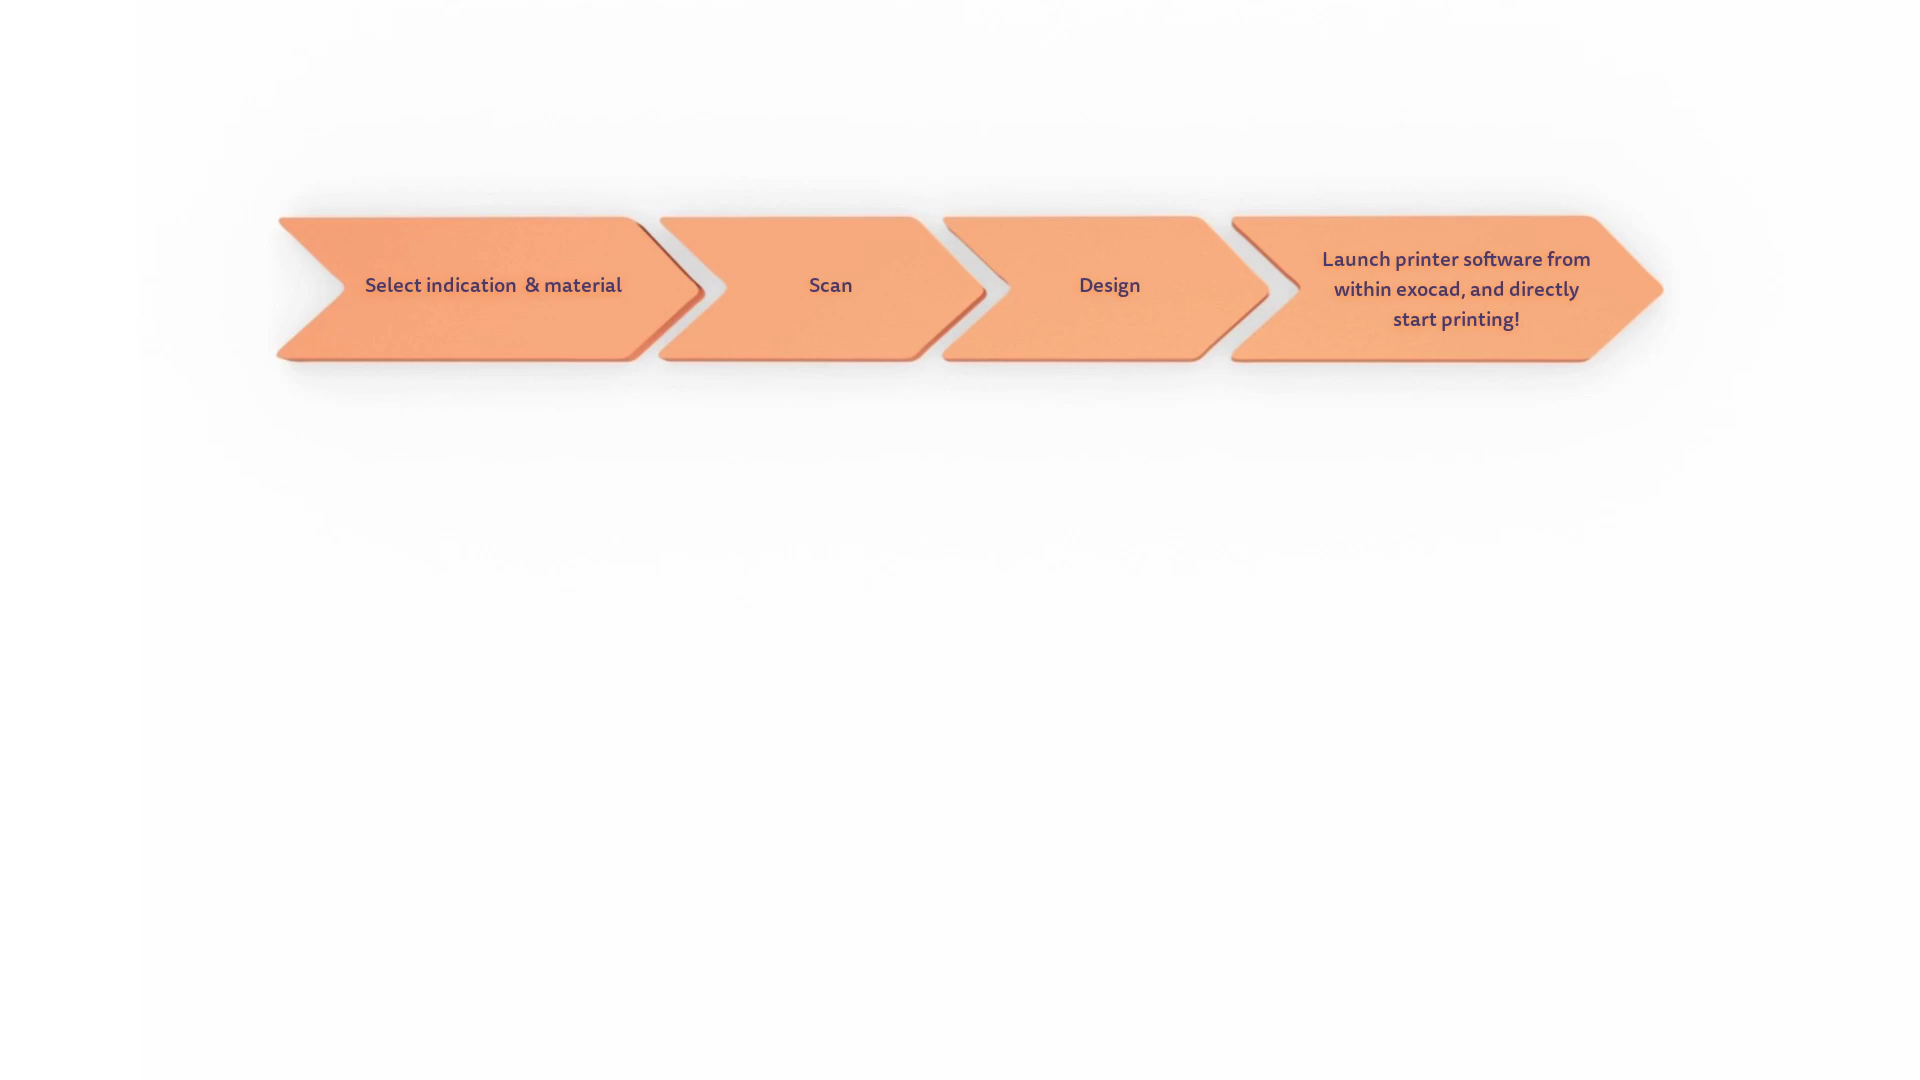 Select indication & material
Scan
Design
Launch printer software from
within exocad, and directly
start printing!